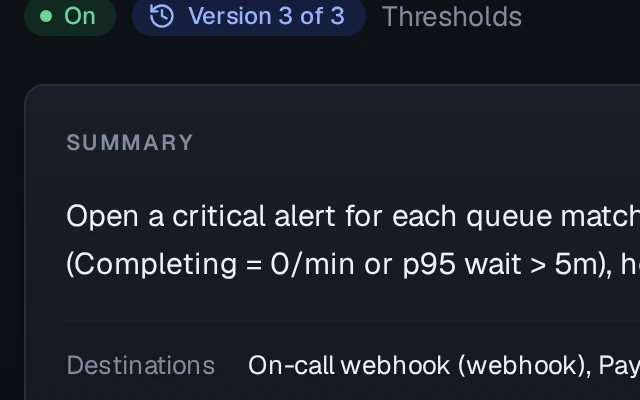 On Version 3 of 3 Thresholds
SUMMARY
Open a critical alert for each queue match
(Completing = 0/min or p95 wait > 5m), h
Destinations On-call webhook (webhook), Pay